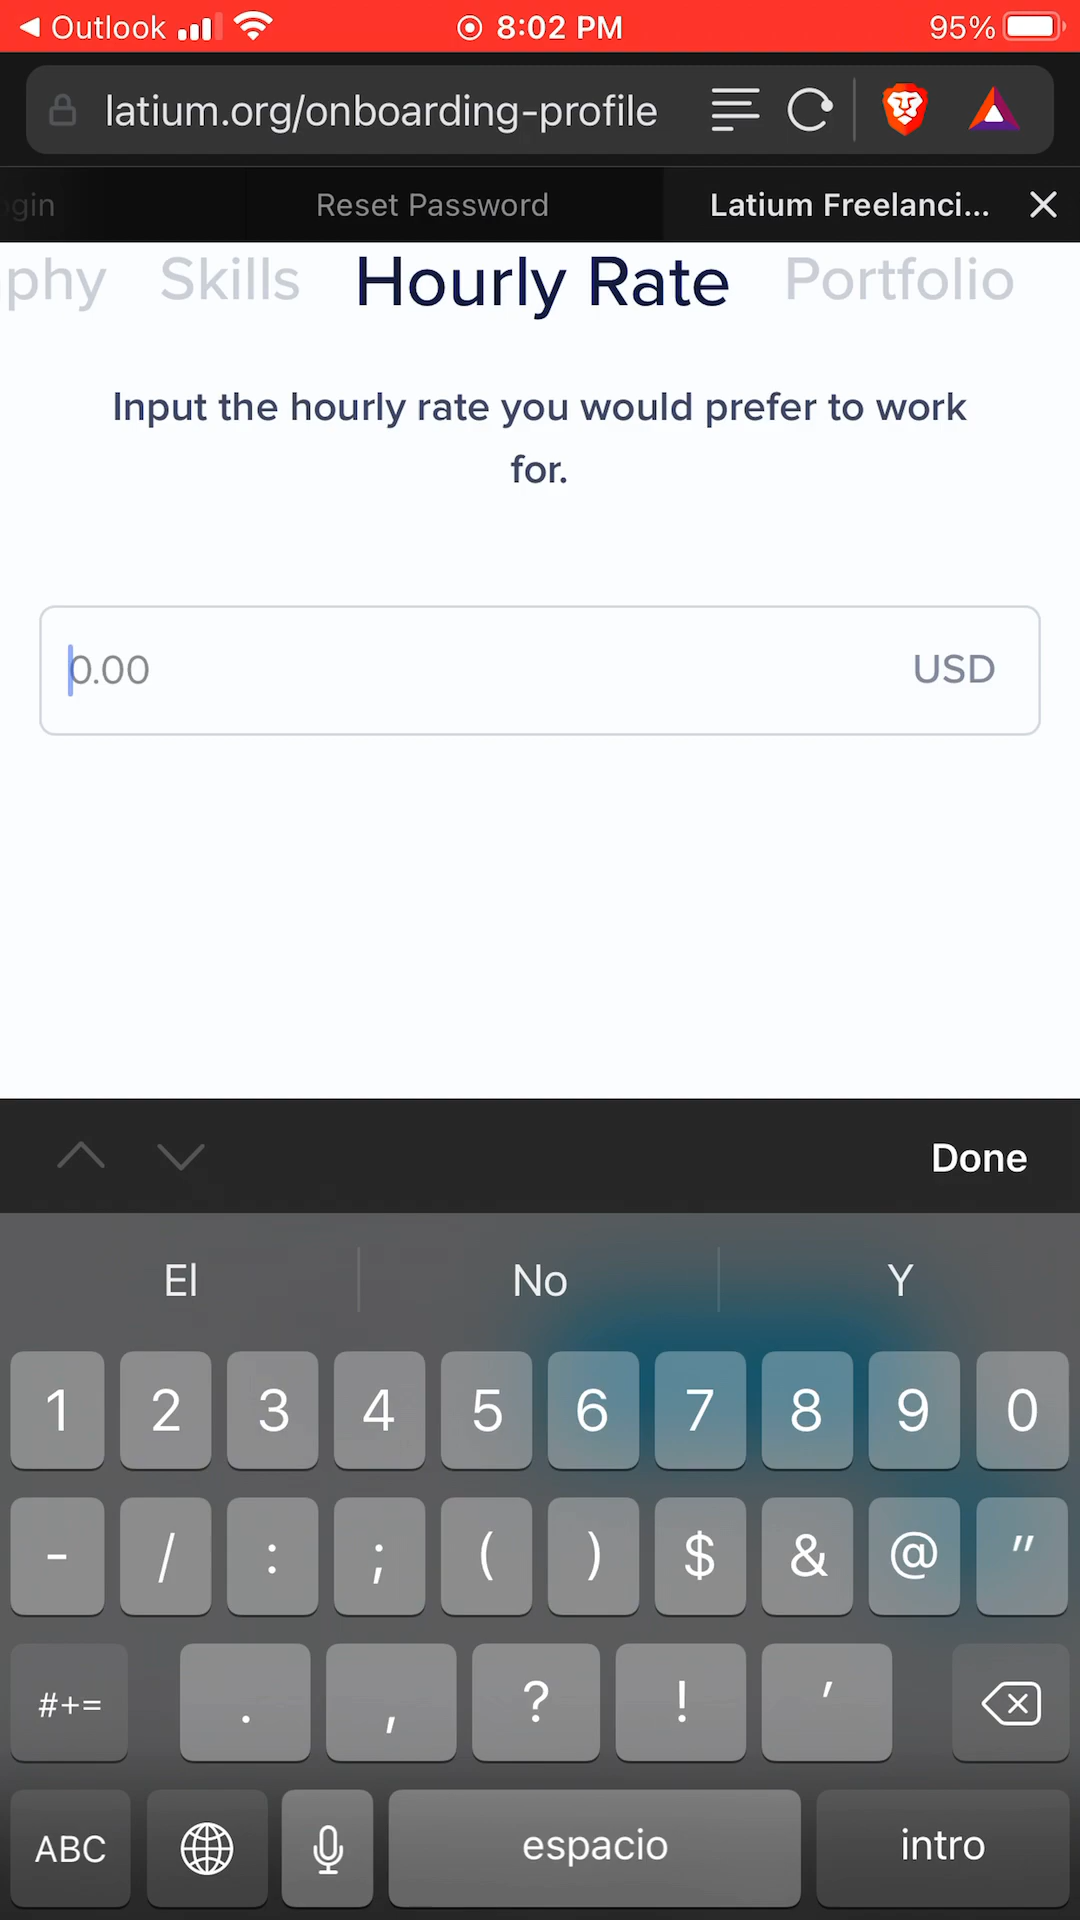 Outlook 8:02 PM 95%
latium.org/onboarding-profile
gin Reset Password Latium Freelanci...
phy Skills Hourly Rate Portfolio
Input the hourly rate you would prefer to work
for.
0.00 USD
Done
El No Y
1 2 3 4 5 6 7 8 9 0
- / : ; ( ) $ & @ "
#+= . , ? ! '
ABC espacio intro